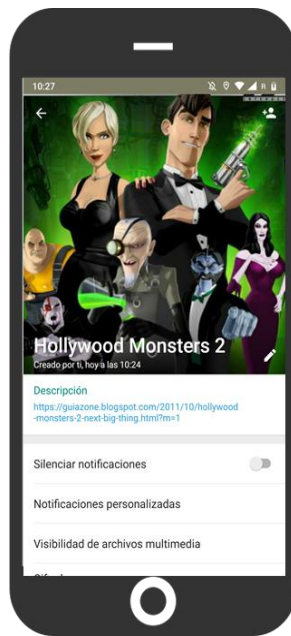 10:27
R
Hollywood Monsters 2
Creado por ti, hoy a las 10:24
Descripción
https://guiazone.blogspot.com/2011/10/hollywood
-monsters-2-next-big-thing.html?m=1
Silenciar notificaciones
Notificaciones personalizadas
Visibilidad de archivos multimedia